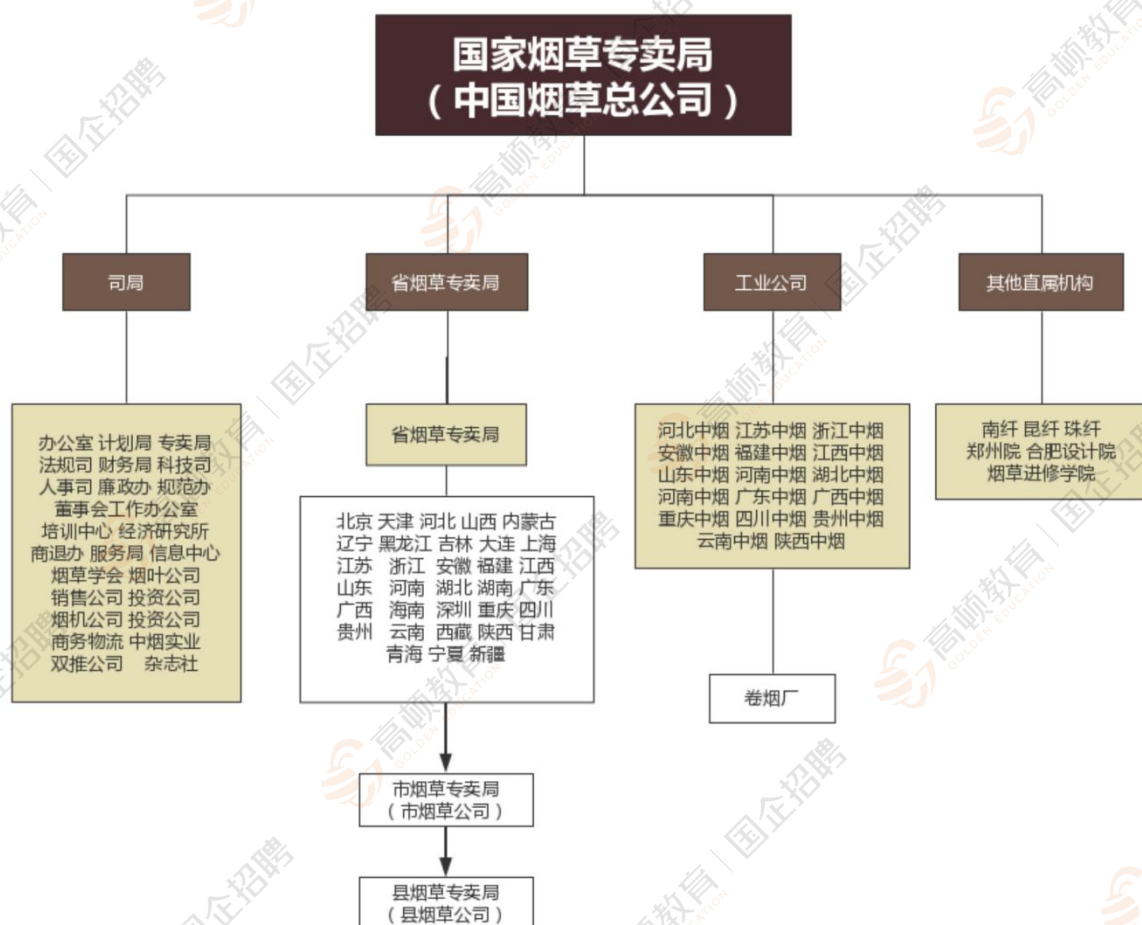 国家烟草专卖局
（中国烟草总公司）
司局
省烟草专卖局
工业公司
其他直属机构
办公室 计划局 专卖局
法规司 财务局 科技司
人事司 廉政办 规范办
董事会工作办公室
培训中心 经济研究所
商退办 服务局 信息中心
烟草学会 烟叶公司
销售公司 投资公司
烟机公司 投资公司
商务物流 中烟实业
双推公司 杂志社
省烟草专卖局
北京 天津 河北 山西 内蒙古
辽宁 黑龙江 吉林 大连 上海
江苏 浙江 安徽 福建 江西
山东 河南 湖北 湖南 广东
广西 海南 深圳 重庆 四川
贵州 云南 西藏 陕西 甘肃
青海 宁夏 新疆
市烟草专卖局
（市烟草公司）
县烟草专卖局
（县烟草公司）
河北中烟 江苏中烟 浙江中烟
安徽中烟 福建中烟 江西中烟
山东中烟 河南中烟 湖北中烟
河南中烟 广东中烟 广西中烟
重庆中烟 四川中烟 贵州中烟
云南中烟 陕西中烟
卷烟厂
南纤 昆纤 珠纤
郑州院 合肥设计院
烟草进修学院
高顿教育 | 国企招聘
GOLDEN EDUCATION